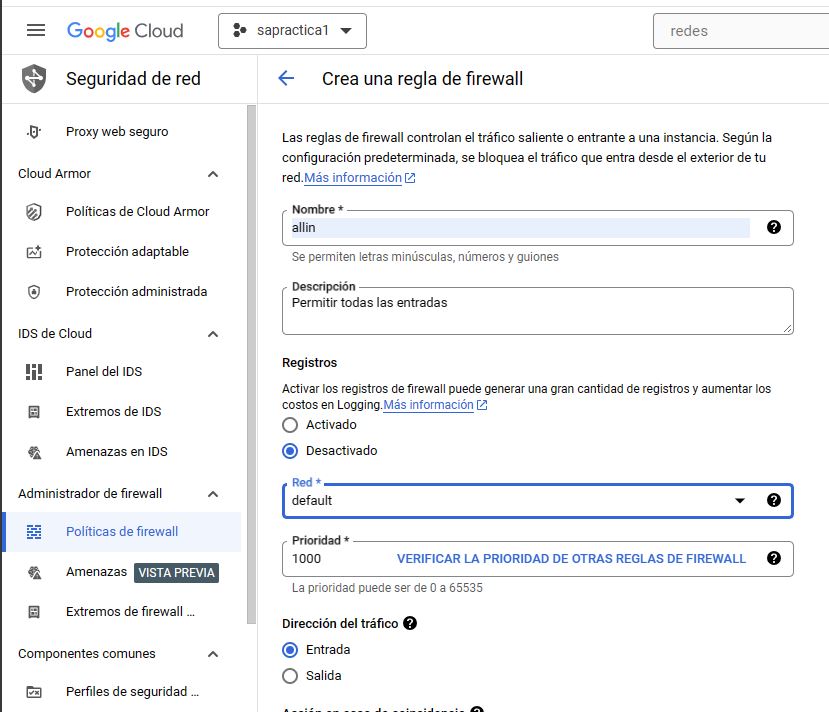 Google Cloud
sapractica1
redes
Seguridad de red
Crea una regla de firewall
Proxy web seguro
Cloud Armor
Políticas de Cloud Armor
Protección adaptable
Protección administrada
IDS de Cloud
Panel del IDS
Extremos de IDS
Amenazas en IDS
Administrador de firewall
Políticas de firewall
Amenazas VISTA PREVIA
Extremos de firewall ...
Componentes comunes
Perfiles de seguridad ...
Las reglas de firewall controlan el tráfico saliente o entrante a una instancia. Según la
configuración predeterminada, se bloquea el tráfico que entra desde el exterior de tu
red.Más información
Nombre *
allin
Se permiten letras minúsculas, números y guiones
Descripción
Permitir todas las entradas
Registros
Activar los registros de firewall puede generar una gran cantidad de registros y aumentar los
costos en Logging.Más información
Activado
Desactivado
Red *
default
Prioridad *
1000 VERIFICAR LA PRIORIDAD DE OTRAS REGLAS DE FIREWALL
La prioridad puede ser de 0 a 65535
Dirección del tráfico
Entrada
Salida
Acción en caso de coincidencia